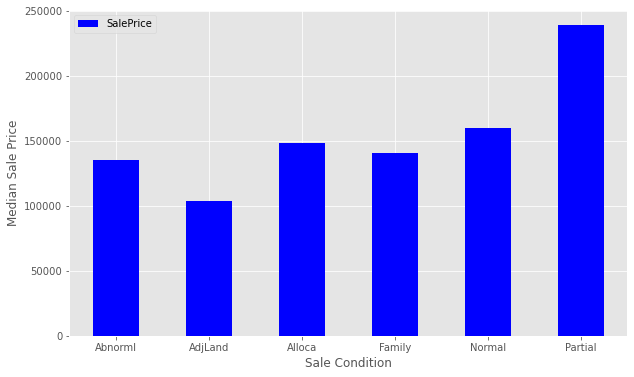 250000
SalePrice
200000
150000
100000
50000
0
Median Sale Price
Abnorml AdjLand Alloca Family Normal Partial
Sale Condition